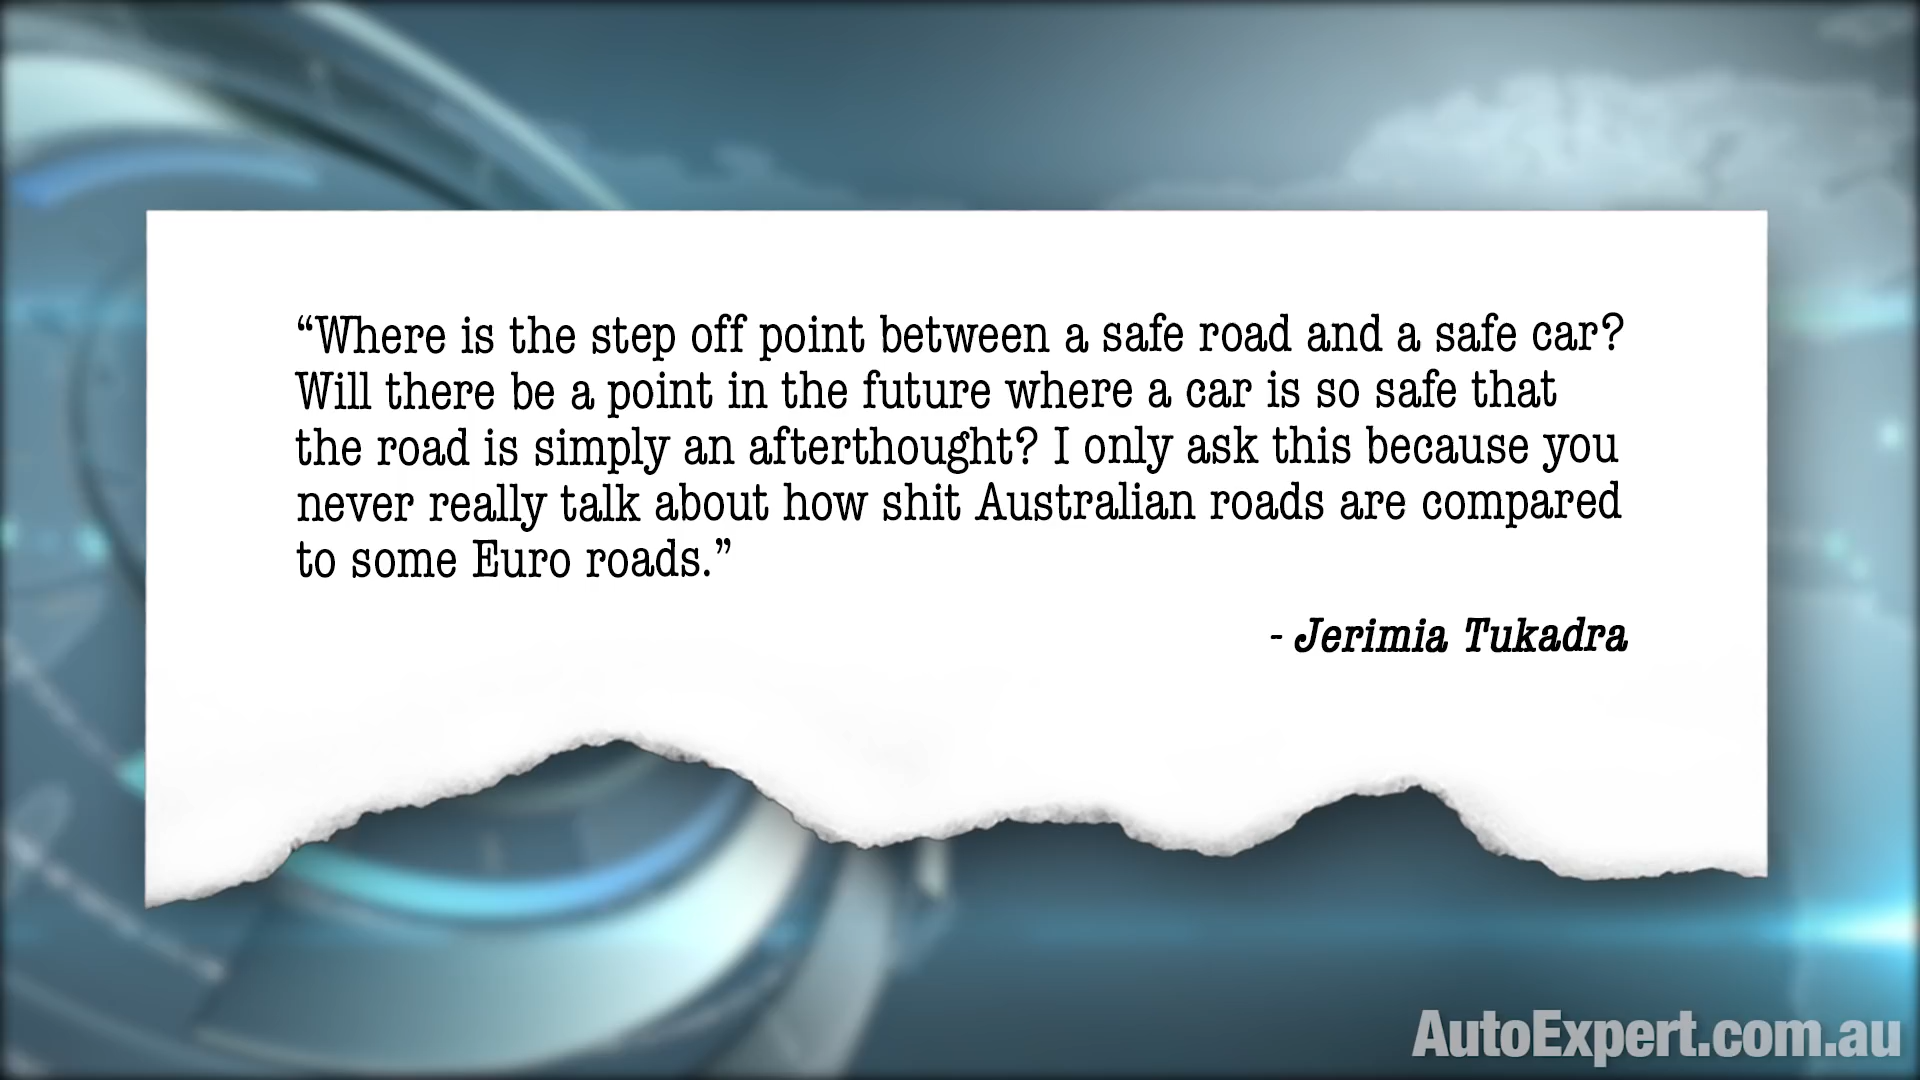 “Where is the step off point between a safe road and a safe car?
Will there be a point in the future where a car is so safe that
the road is simply an afterthought? I only ask this because you
never really talk about how shit Australian roads are compared
to some Euro roads.”
- Jerimia Tukadra
AutoExpert.com.au